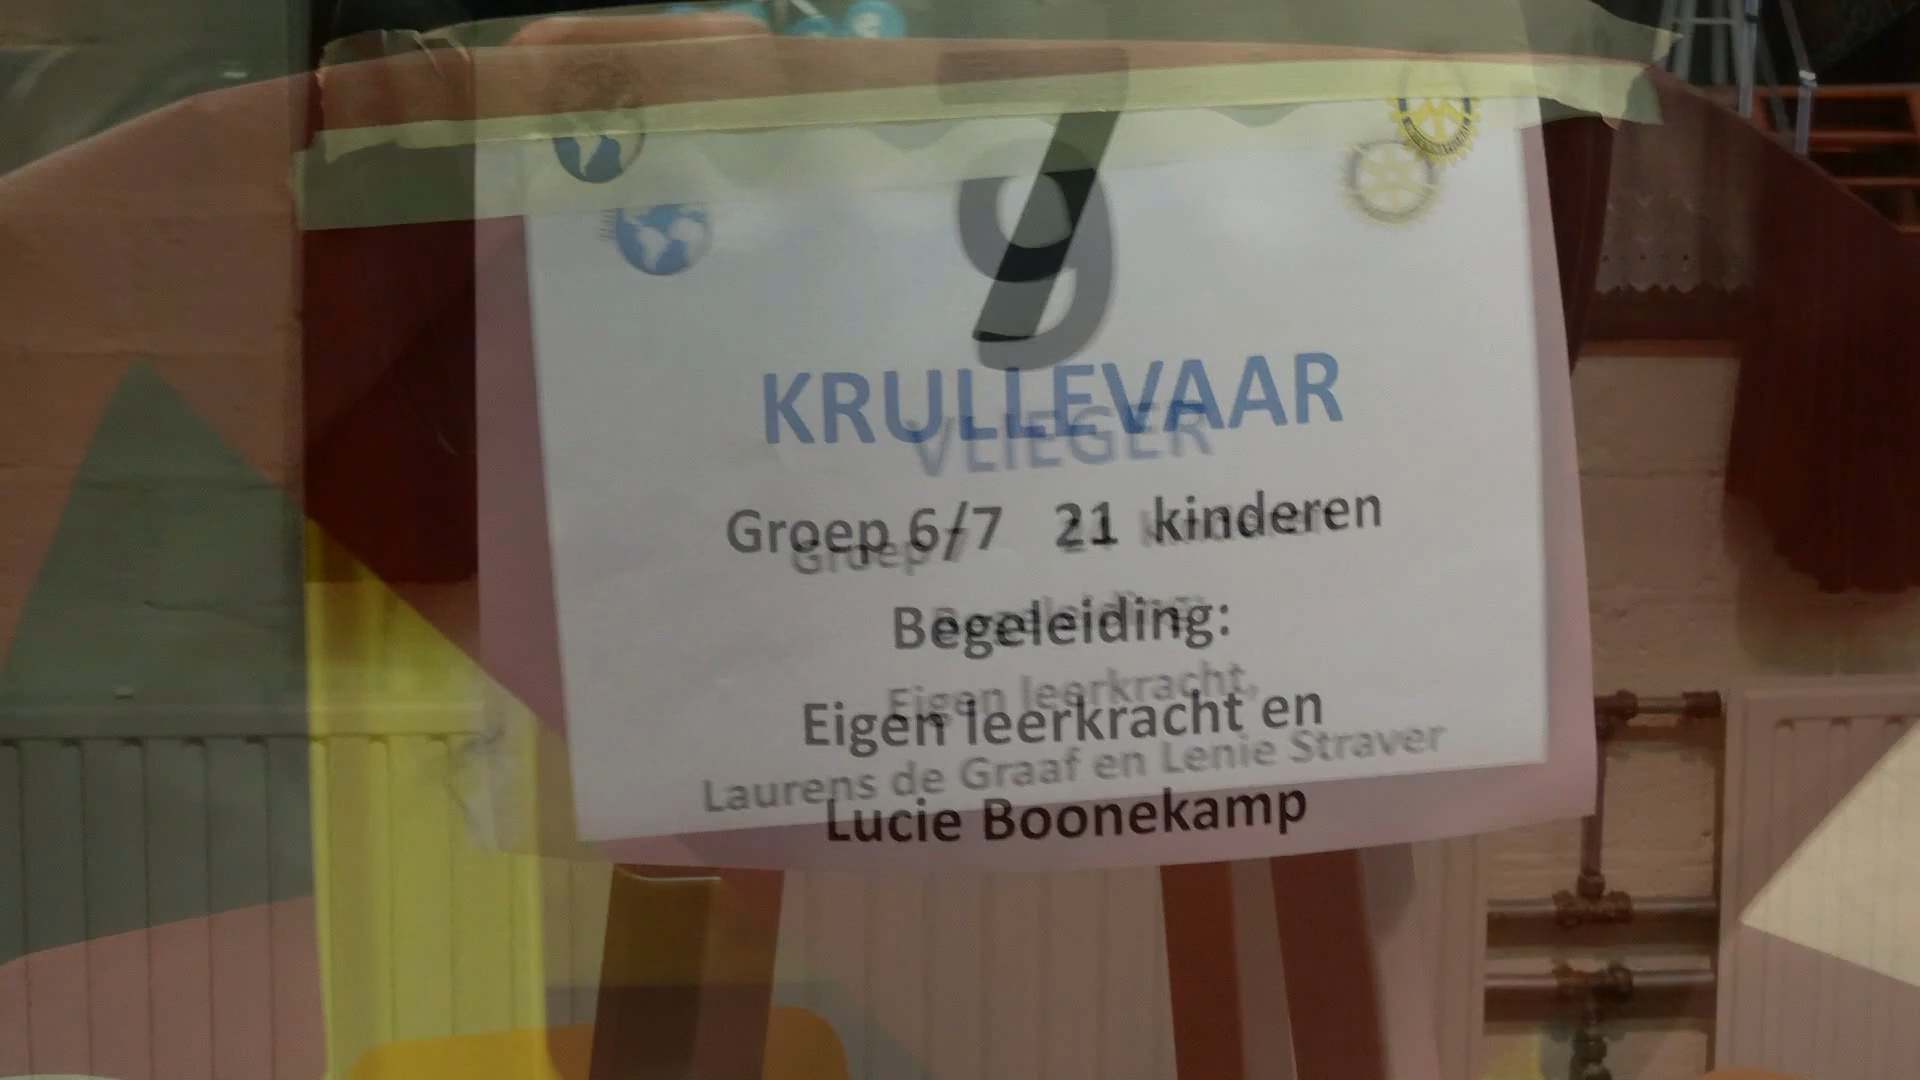 7
9
KRULLEVAAR
VLIEGER
Groep 6/7 21 kinderen
Groep
Begeleiding:
Eigen leerkracht,
Eigen leerkracht en
Laurens de Graaf en Lenie Straver
Lucie Boonekamp